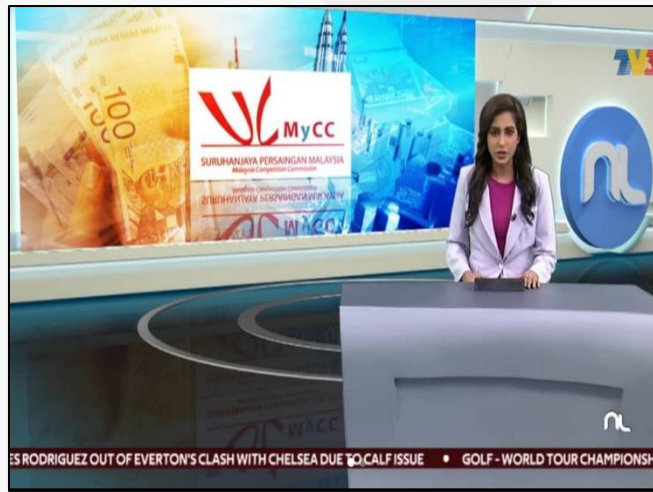 100
100
MyCC
SURUHANJAYA PERSAINGAN MALAYSIA
Malaysia Competition Commission
TV3
ES RODRIGUEZ OUT OF EVERTON'S CLASH WITH CHELSEA DUE TO CALF ISSUE • GOLF - WORLD TOUR CHAMPIONSH